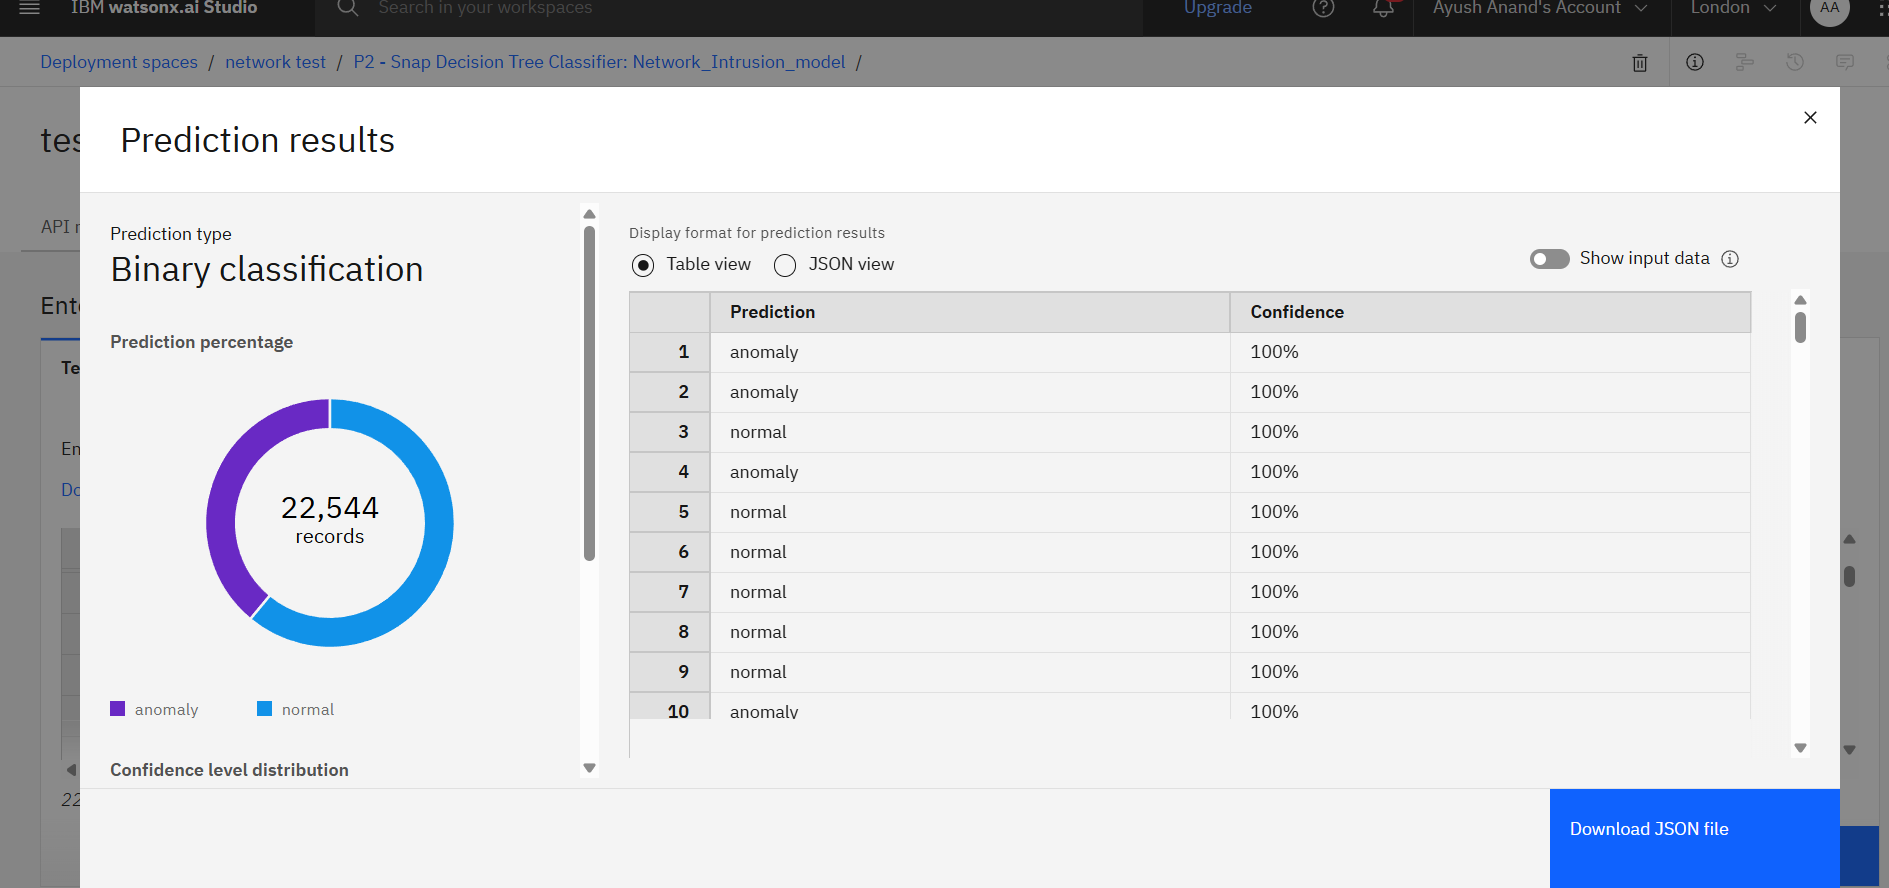 IBM watsonx.ai Studio
Search in your workspaces
Upgrade
Ayush Anand's Account
London
AA
Deployment spaces / network test / P2 - Snap Decision Tree Classifier: Network_Intrusion_model /
tes
Prediction results
API r
Prediction type
Binary classification
Display format for prediction results
Table view
JSON view
Show input data
Ente
Te
En
Do
22
Prediction percentage
22,544
records
anomaly
normal
Confidence level distribution
Prediction Confidence
1 anomaly 100%
2 anomaly 100%
3 normal 100%
4 anomaly 100%
5 normal 100%
6 normal 100%
7 normal 100%
8 normal 100%
9 normal 100%
10 anomaly 100%
Download JSON file